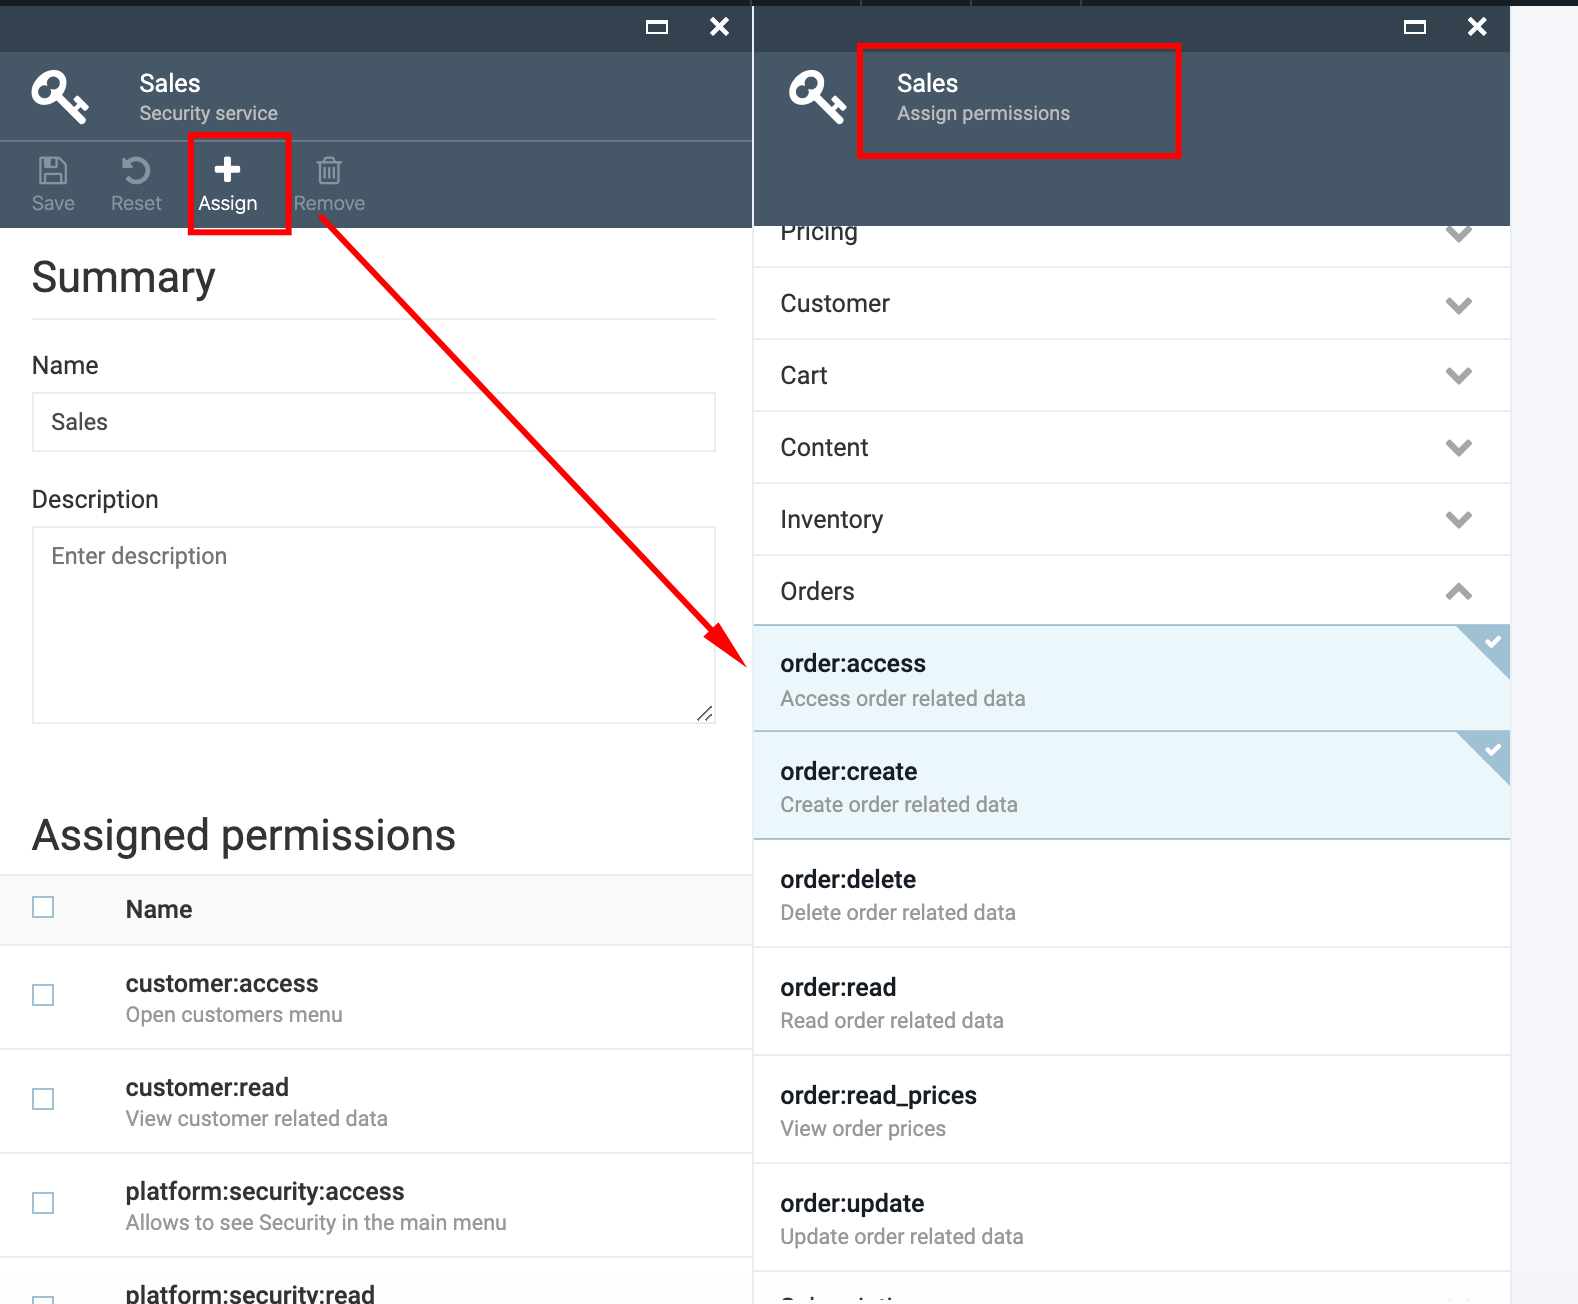 Sales
Security service
Save
Reset
Assign
Remove
Summary
Name
Sales
Description
Enter description
Assigned permissions
Name
customer:access
Open customers menu
customer:read
View customer related data
platform:security:access
Allows to see Security in the main menu
platform:security:read
Sales
Assign permissions
Pricing
Customer
Cart
Content
Inventory
Orders
order:access
Access order related data
order:create
Create order related data
order:delete
Delete order related data
order:read
Read order related data
order:read_prices
View order prices
order:update
Update order related data